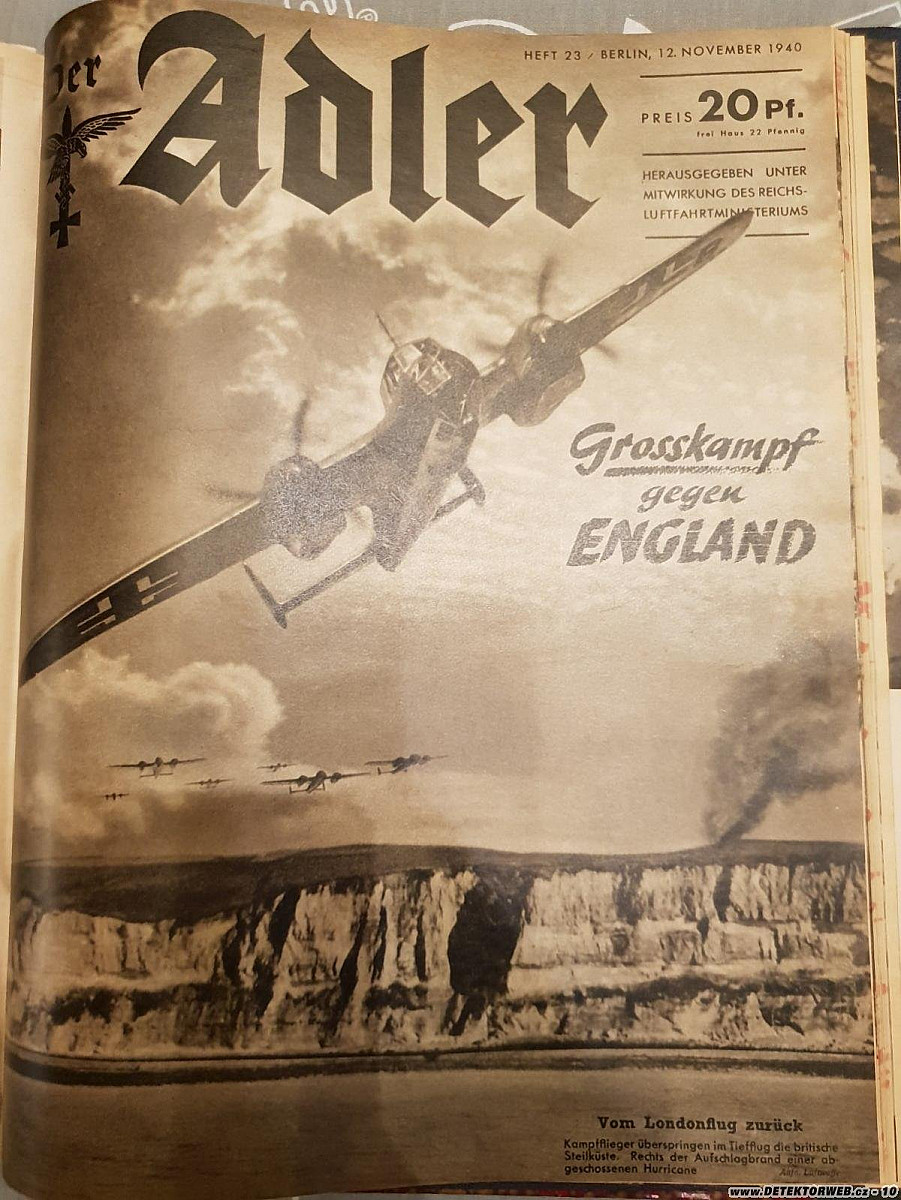 Der Adler
HEFT 23 / BERLIN, 12. NOVEMBER 1940
PREIS 20 Pf.
Frei Haus 22 Pfennig
HERAUSGEGEBEN UNTER
MITWIRKUNG DES REICHS-
LUFTFAHRTMINISTERIUMS
Grosskampf
gegen
ENGLAND
Vom Londonflug zurück
Kampfflieger überspringen im Tiefflug die britische
Steilküste. Rechts der Aufschlagbrand einer ab-
geschossenen Hurricane
www.DETEKTORWEB.cz - 10